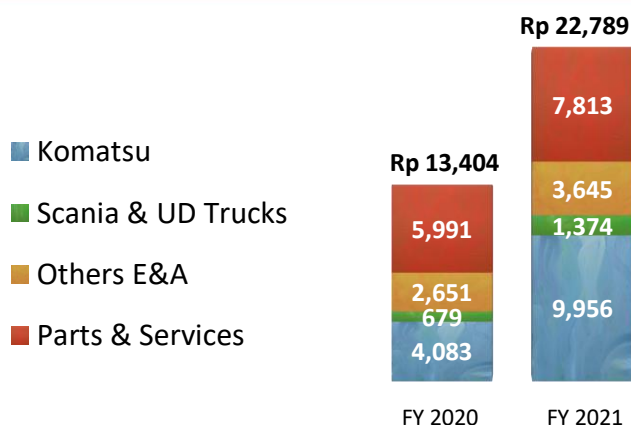 Rp 22,789
7,813
Komatsu
Rp 13,404
3,645
Scania & UD Trucks
5,991
1,374
Others E&A
2,651
9,956
679
Parts & Services
4,083
FY 2020
FY 2021